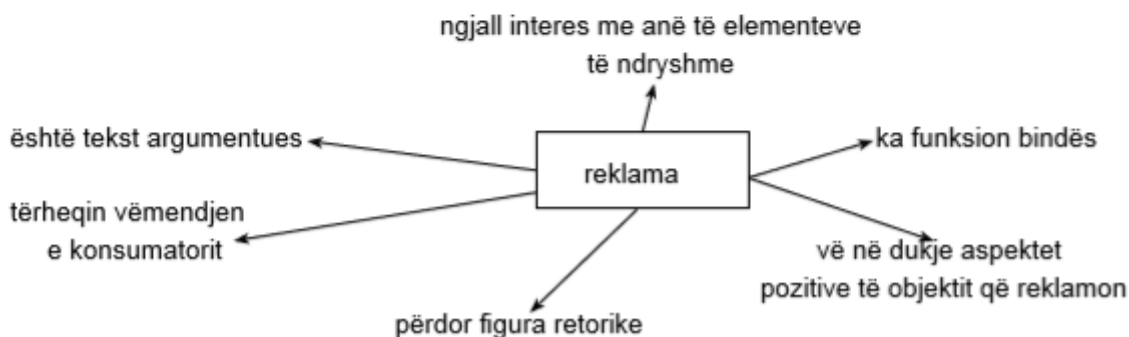 ngjall interes me anë të elementeve
të ndryshme
është tekst argumentues
ka funksion bindës
reklama
tërheqin vëmendjen
e konsumatorit
vë në dukje aspektet
pozitive të objektit që reklamon
përdor figura retorike